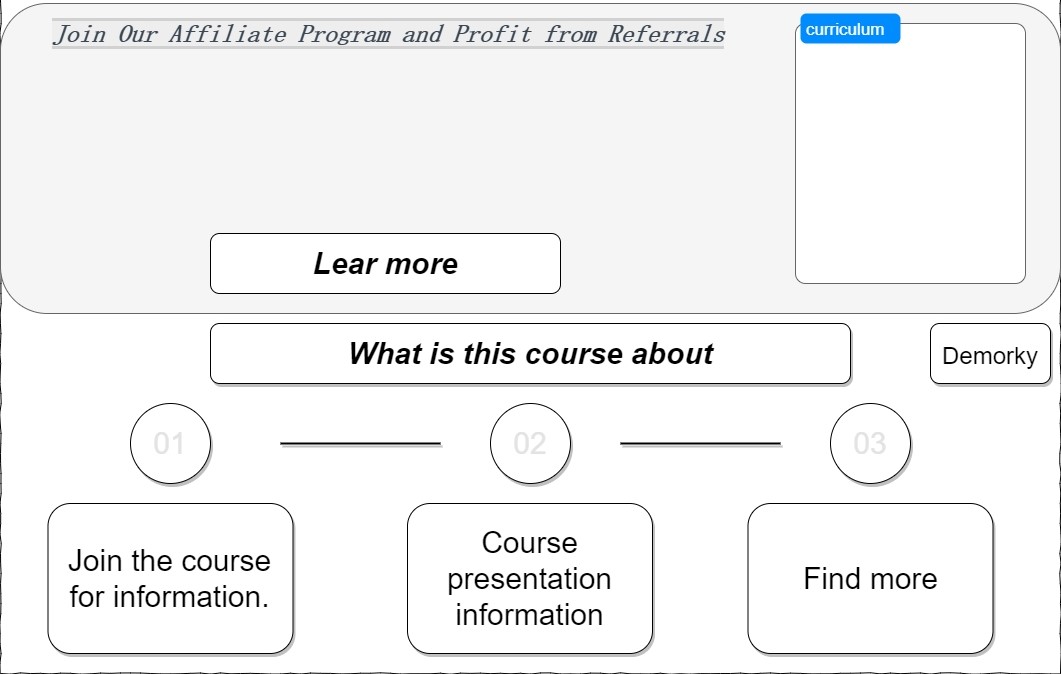 Join Our Affiliate Program and Profit from Referrals
curriculum
Lear more
What is this course about
Demorky
01
02
03
Join the course
for information.
Course
presentation
information
Find more